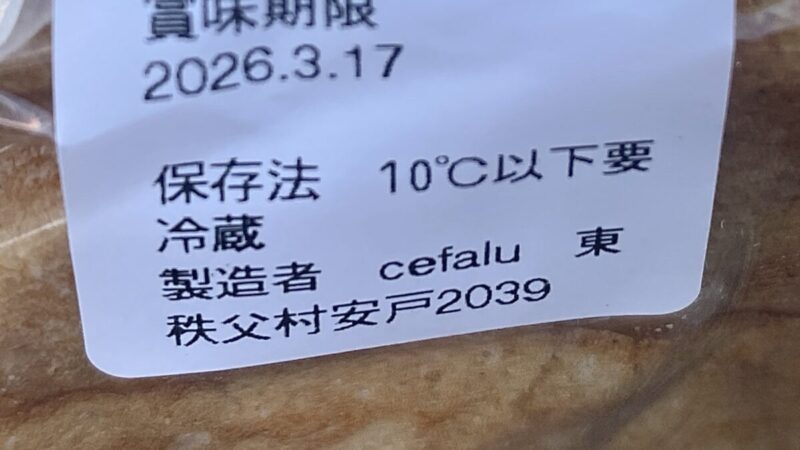 賞味期限
2026.3.17
保存法　10℃以下要
冷蔵
製造者　cefalu　東
秩父村安戸2039